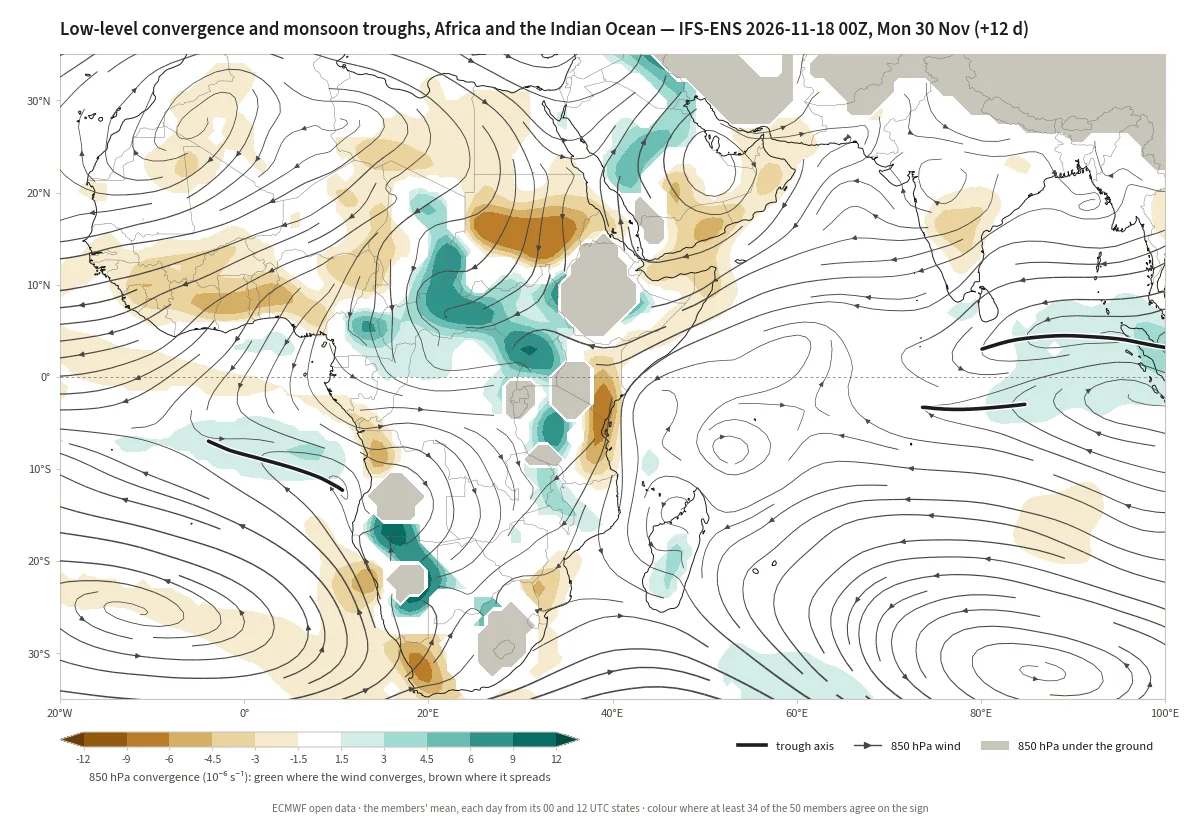 Low-level convergence and monsoon troughs, Africa and the Indian Ocean — IFS-ENS 2026-11-18 00Z, Mon 30 Nov (+12 d)
30°N
20°N
10°N
0°
10°S
20°S
30°S
20°W 0° 20°E 40°E 60°E 80°E 100°E
-12 -9 -6 -4.5 -3 -1.5 1.5 3 4.5 6 9 12
850 hPa convergence (10⁻⁶ s⁻¹): green where the wind converges, brown where it spreads
trough axis 850 hPa wind 850 hPa under the ground
ECMWF open data · the members' mean, each day from its 00 and 12 UTC states · colour where at least 34 of the 50 members agree on the sign